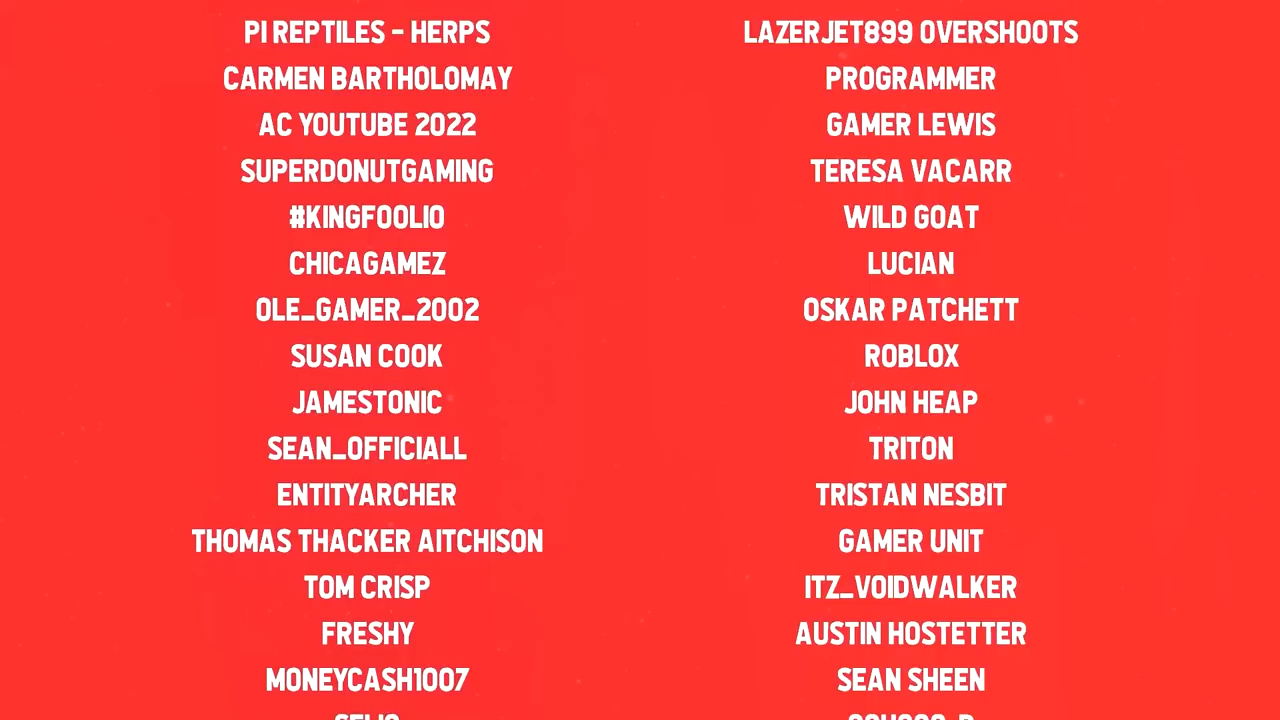 PI REPTILES - HERPS
CARMEN BARTHOLOMAY
AC YOUTUBE 2022
SUPERDONUTGAMING
#KINGFOOLIO
CHICAGAMEZ
OLE_GAMER_2002
SUSAN COOK
JAMESTONIC
SEAN_OFFICIALL
ENTITYARCHER
THOMAS THACKER AITCHISON
TOM CRISP
FRESHY
MONEYCASH1007
LAZERJET899 OVERSHOOTS
PROGRAMMER
GAMER LEWIS
TERESA VACARR
WILD GOAT
LUCIAN
OSKAR PATCHETT
ROBLOX
JOHN HEAP
TRITON
TRISTAN NESBIT
GAMER UNIT
ITZ_VOIDWALKER
AUSTIN HOSTETTER
SEAN SHEEN